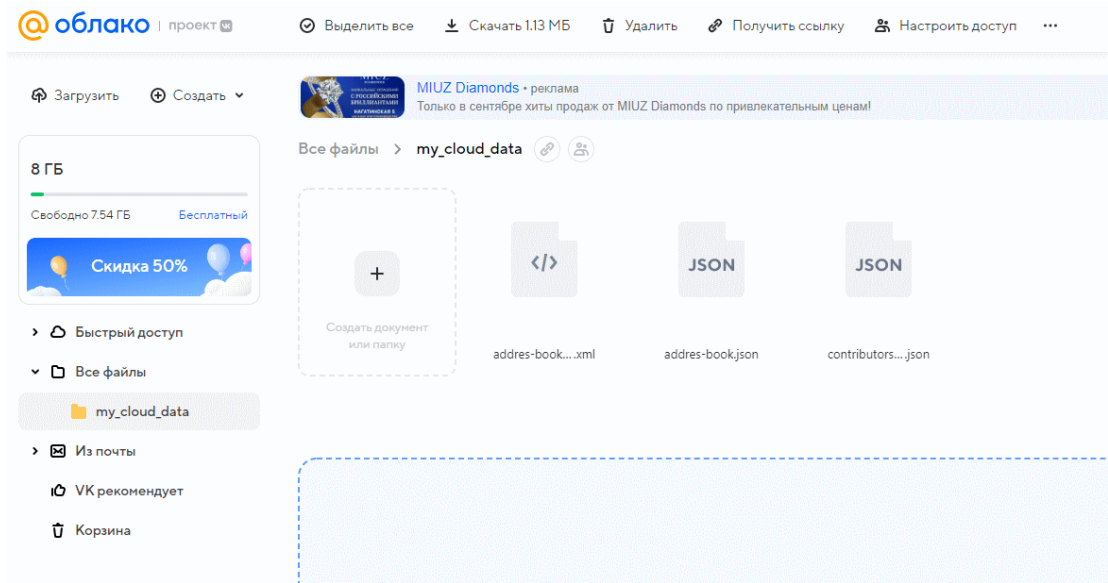 облако проект
Выделить все
Скачать 1.13 МБ
Удалить
Получить ссылку
Настроить доступ
Загрузить
Создать
MIUZ Diamonds • реклама
Только в сентябре хиты продаж от MIUZ Diamonds по привлекательным ценам!
С РОССИЙСКИМИ
БРИЛЛИАНТАМИ
Все файлы > my_cloud_data
8 ГБ
Свободно 7.54 ГБ
Бесплатный
Скидка 50%
Быстрый доступ
Все файлы
my_cloud_data
Из почты
VK рекомендует
Корзина
Создать документ
или папку
</>
addres-book... .xml
JSON
addres-book.json
JSON
contributors... .json